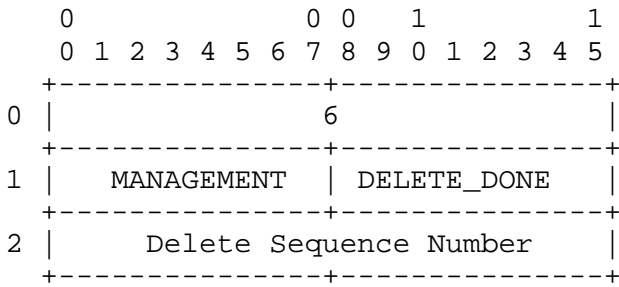 0 0 0 1 1
0 1 2 3 4 5 6 7 8 9 0 1 2 3 4 5
+---------------+---------------+
0 | 6 |
+---------------+---------------+
1 | MANAGEMENT | DELETE_DONE |
+---------------+---------------+
2 | Delete Sequence Number |
+---------------+---------------+